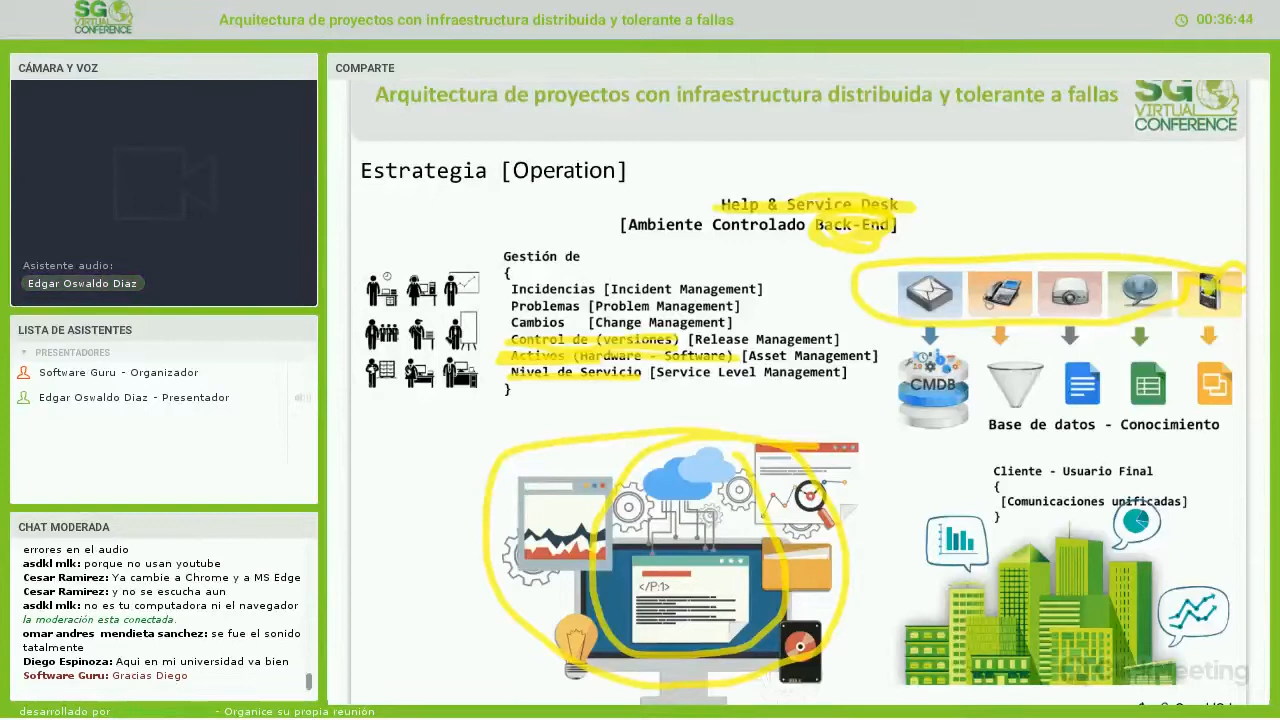 SG
VIRTUAL
CONFERENCE
Arquitectura de proyectos con infraestructura distribuida y tolerante a fallas
00:36:44
CÁMARA Y VOZ
Asistente audio:
Edgar Oswaldo Diaz
LISTA DE ASISTENTES
PRESENTADORES
Software Guru - Organizador
Edgar Oswaldo Diaz - Presentador
CHAT MODERADA
errores en el audio
asdkl mlk: porque no usan youtube
Cesar Ramirez: Ya cambie a Chrome y a MS Edge
Cesar Ramirez: y no se escucha aun
asdkl mlk: no es tu computadora ni el navegador
la moderación está conectada.
omar andres mendieta sanchez: se fue el sonido
tatalmente
Diego Espinoza: Aqui en mi universidad va bien
Software Guru: Gracias Diego
desarrollado por
- Organice su propia reunión
COMPARTE
Arquitectura de proyectos con infraestructura distribuida y tolerante a fallas
SG
VIRTUAL
CONFERENCE
Estrategia [Operation]
Help & Service Desk
[Ambiente Controlado Back-End]
Gestión de
{
Incidencias [Incident Management]
Problemas [Problem Management]
Cambios [Change Management]
Control de (versiones) [Release Management]
Activos (Hardware - Software) [Asset Management]
Nivel de Servicio [Service Level Management]
}
CMDB
Base de datos - Conocimiento
</P:1>
Cliente - Usuario Final
{
[Comunicaciones unificadas]
}